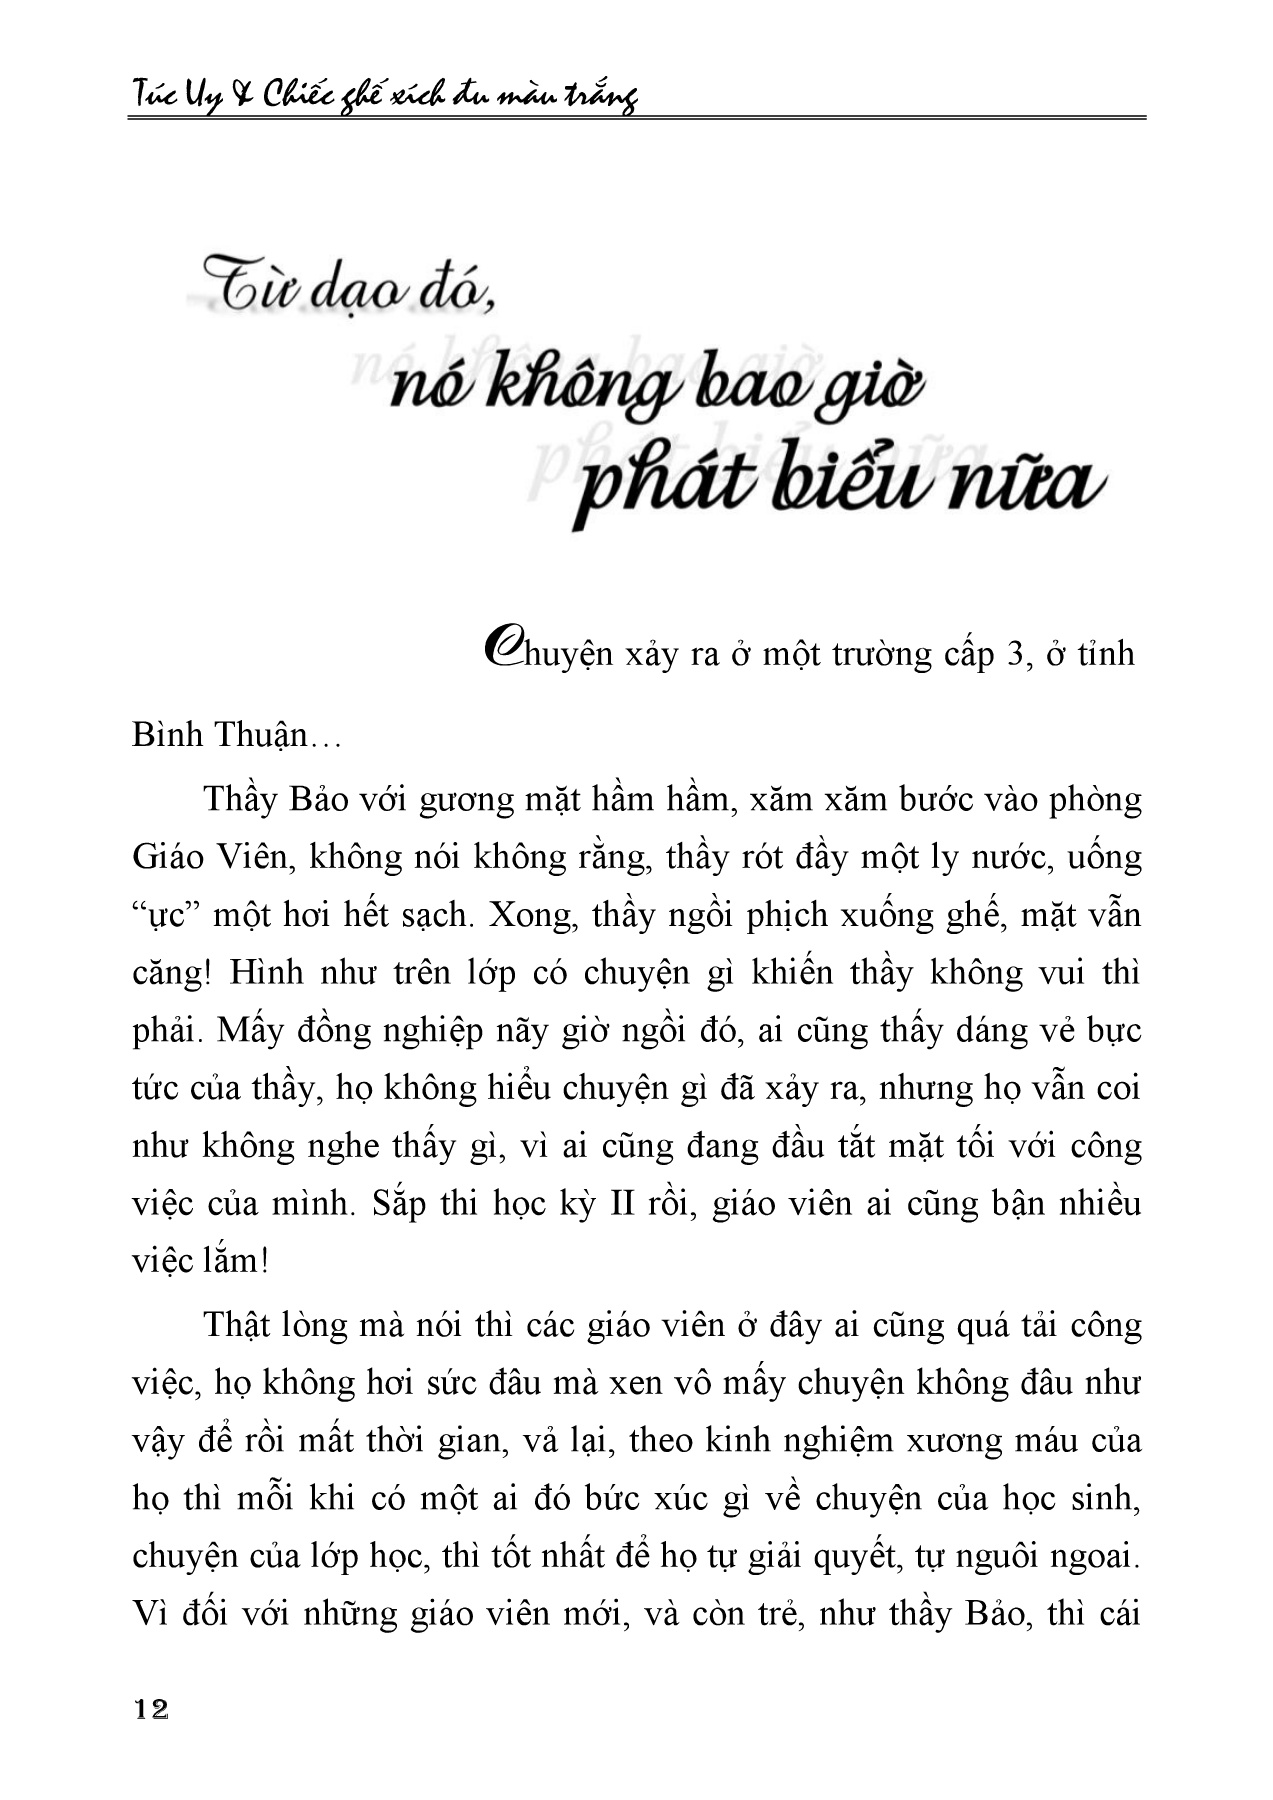 Túc Uy & Chiếc ghế xích đu màu trắng
Từ dạo đó,
nó không bao giờ
phát biểu nữa
Chuyện xảy ra ở một trường cấp 3, ở tỉnh
Bình Thuận…
Thầy Bảo với gương mặt hầm hầm, xăm xăm bước vào phòng
Giáo Viên, không nói không rằng, thầy rót đầy một ly nước, uống
“ực” một hơi hết sạch. Xong, thầy ngồi phịch xuống ghế, mặt vẫn
căng! Hình như trên lớp có chuyện gì khiến thầy không vui thì
phải. Mấy đồng nghiệp nãy giờ ngồi đó, ai cũng thấy dáng vẻ bực
tức của thầy, họ không hiểu chuyện gì đã xảy ra, nhưng họ vẫn coi
như không nghe thấy gì, vì ai cũng đang đầu tắt mặt tối với công
việc của mình. Sắp thi học kỳ II rồi, giáo viên ai cũng bận nhiều
việc lắm!
Thật lòng mà nói thì các giáo viên ở đây ai cũng quá tải công
việc, họ không hơi sức đâu mà xen vô mấy chuyện không đâu như
vậy để rồi mất thời gian, vả lại, theo kinh nghiệm xương máu của
họ thì mỗi khi có một ai đó bức xúc gì về chuyện của học sinh,
chuyện của lớp học, thì tốt nhất để họ tự giải quyết, tự nguôi ngoai.
Vì đối với những giáo viên mới, và còn trẻ, như thầy Bảo, thì cái
12